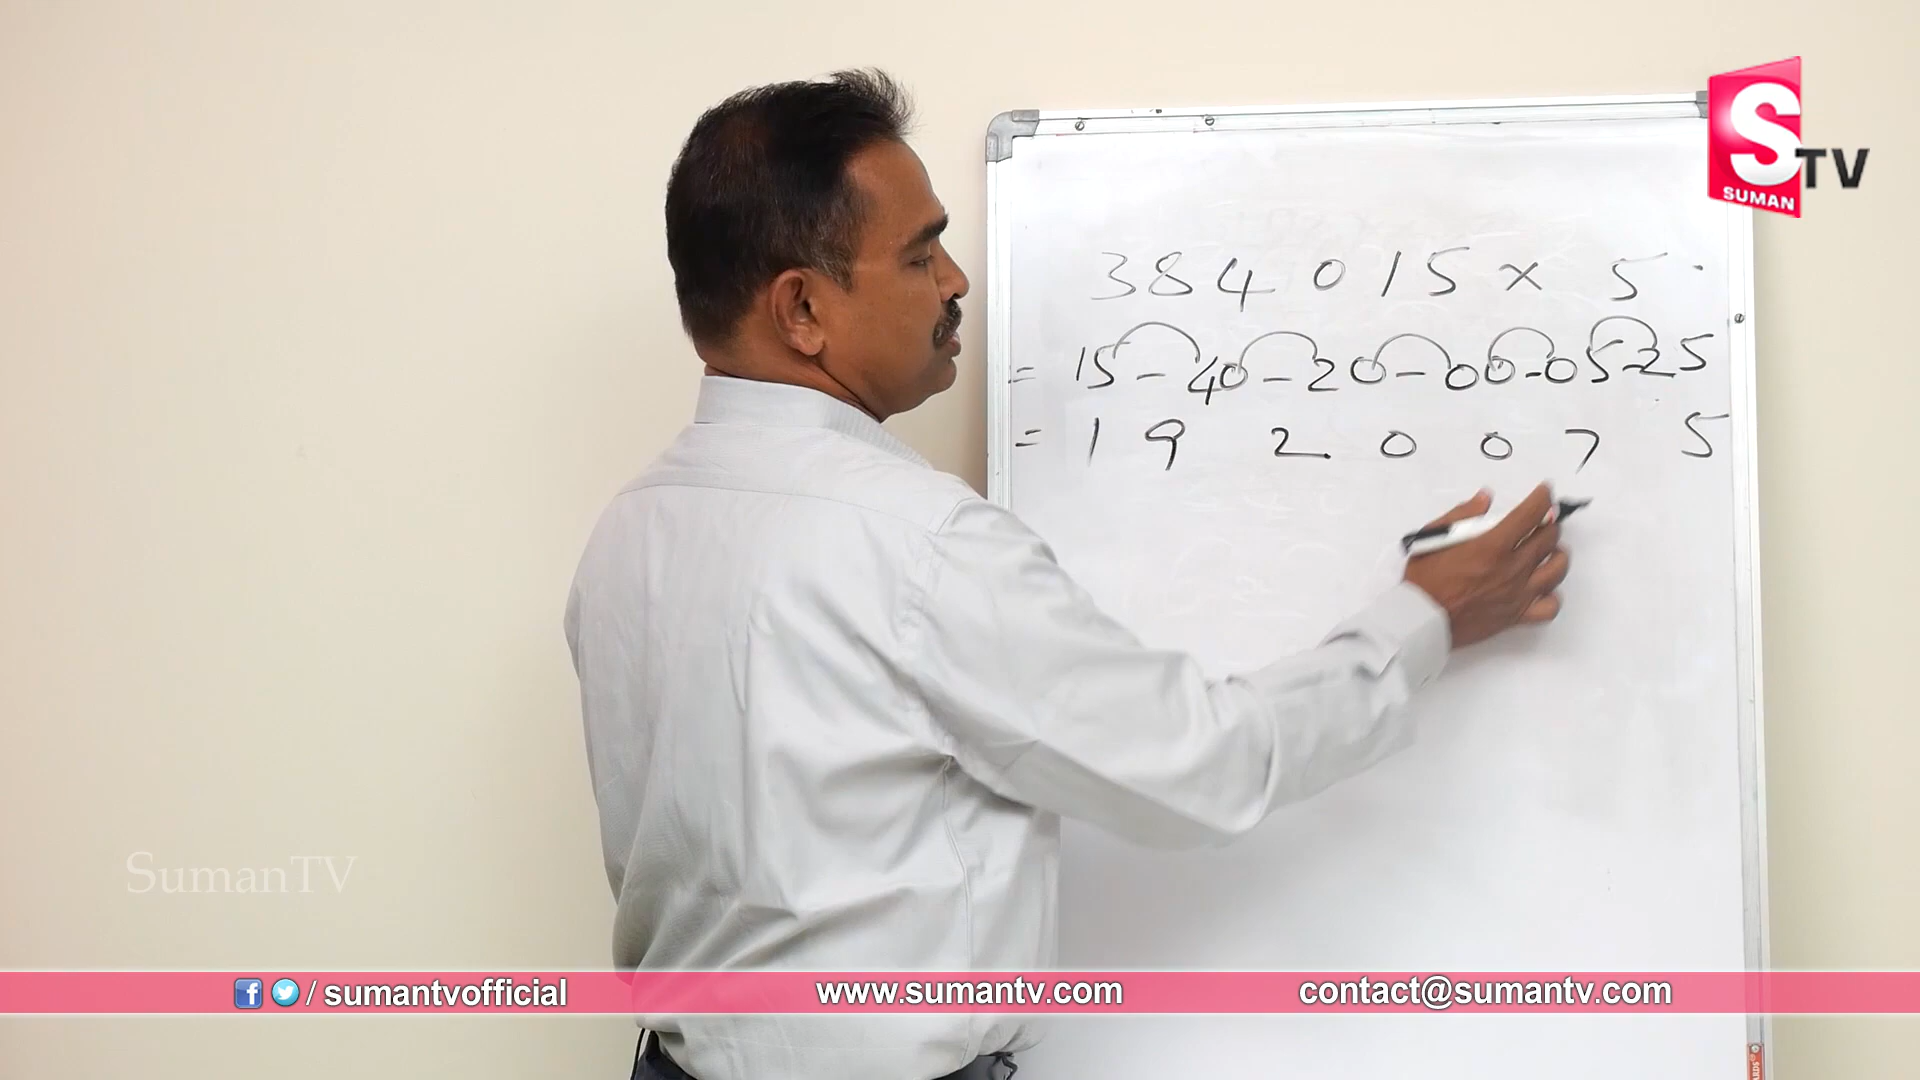 S TV
SUMAN
384015 × 5
= 15 - 40 - 20 - 00 - 05 - 25
= 1 9 2 0 0 7 5
SumanTV
f / sumantvofficial
www.sumantv.com
contact@sumantv.com